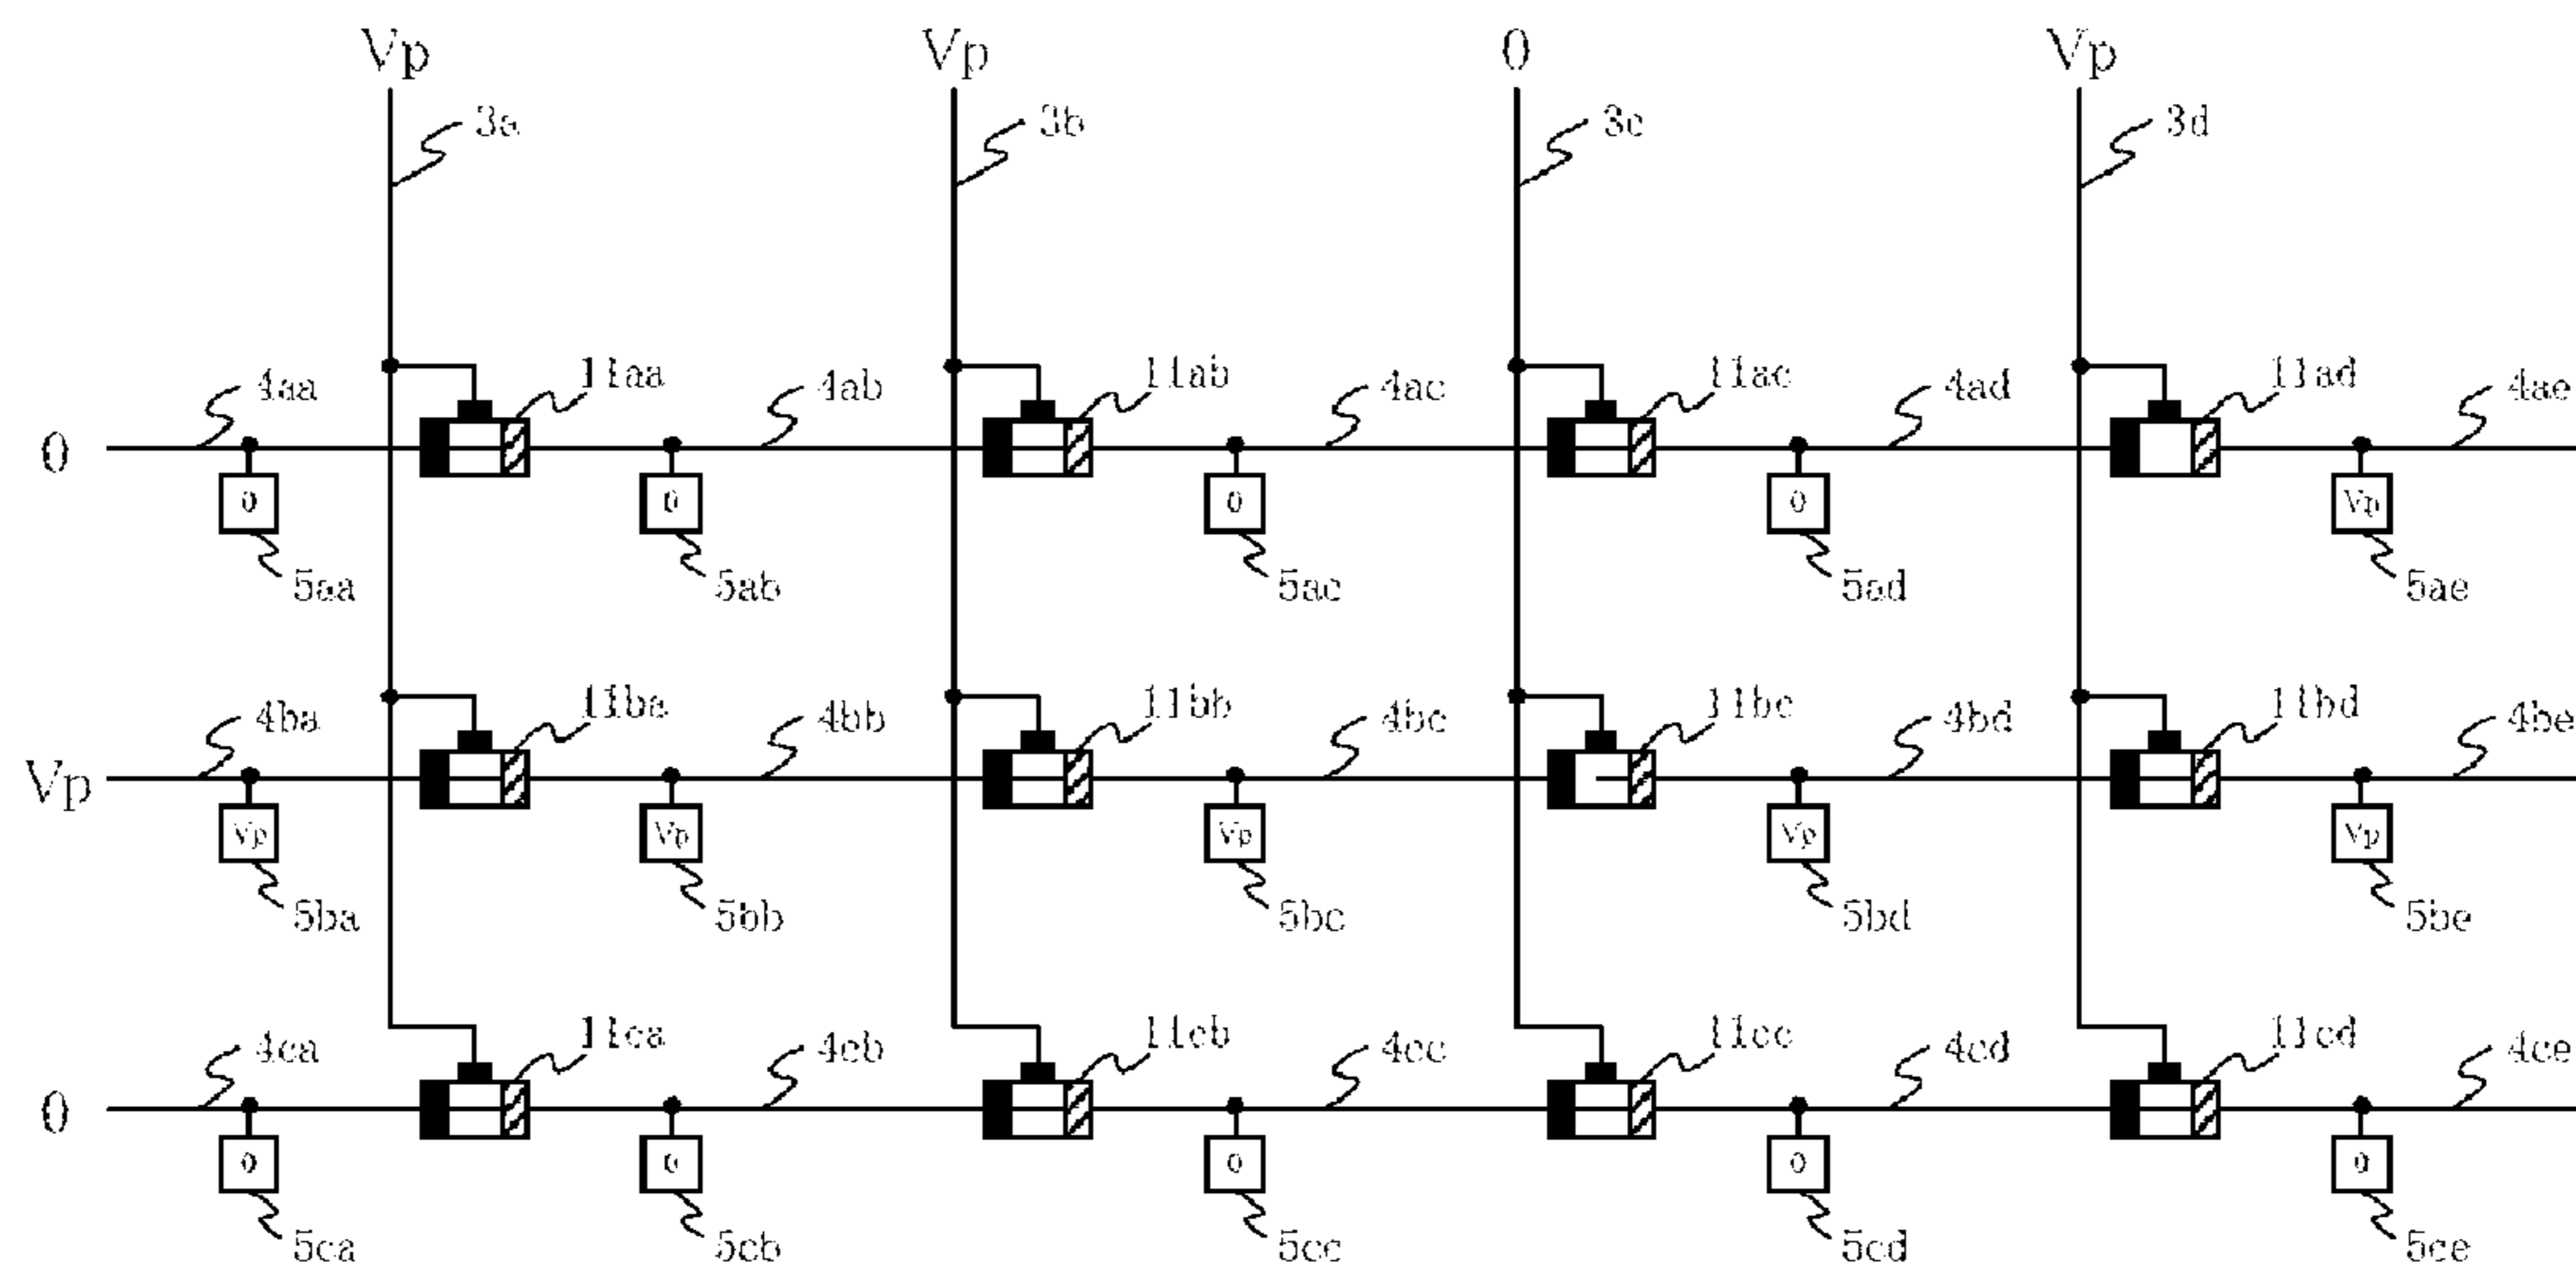 Vp Vp 0 Vp
3a 3b 3c 3d
11aa 11ab 11ac 11ad
4aa 4ab 4ac 4ad 4ae
0
0 0 0 0 Vp
5aa 5ab 5ac 5ad 5ae
11ba 11bb 11bc 11bd
4ba 4bb 4bc 4bd 4be
Vp
Vp Vp Vp Vp Vp
5ba 5bb 5bc 5bd 5be
11ca 11cb 11cc 11cd
4ca 4cb 4cc 4cd 4ce
0
0 0 0 0 0
5ca 5cb 5cc 5cd 5ce